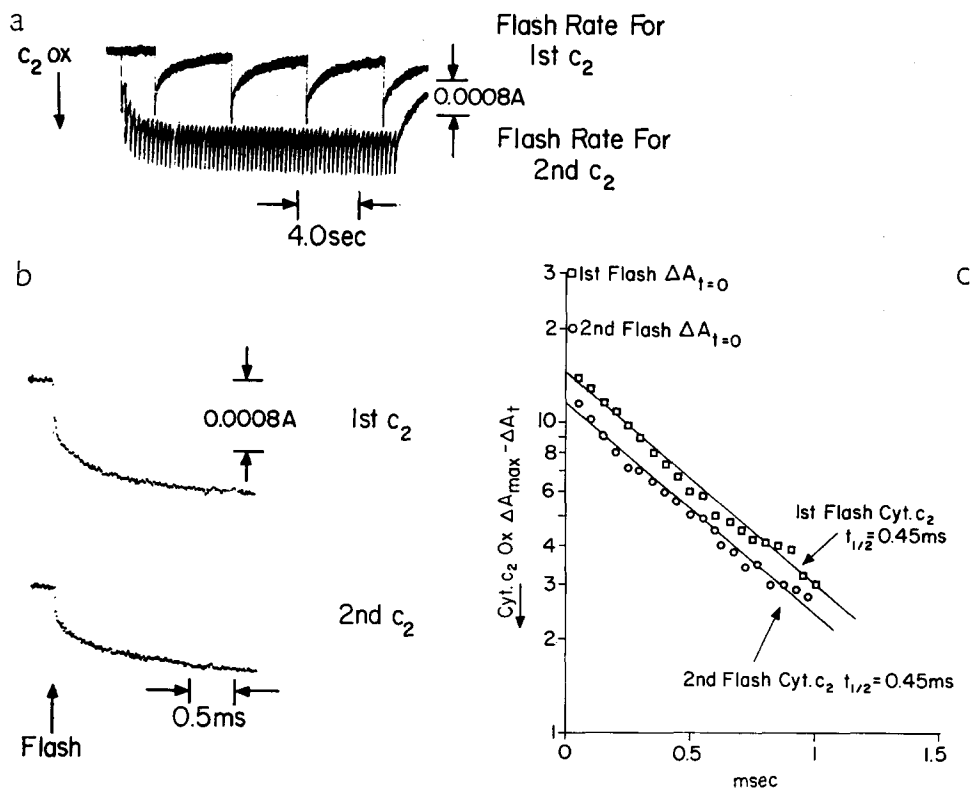 a
c₂ ox
Flash Rate For
1st c₂
0.0008A
Flash Rate For
2nd c₂
4.0sec
b
0.0008A
1st c₂
2nd c₂
0.5ms
Flash
c
3
1st Flash ΔAₜ₌₀
2
2nd Flash ΔAₜ₌₀
10
8
6
4
3
2
1
Cyt. c₂ Ox ΔAmax-ΔAt
1st Flash Cyt. c₂
t1/2=0.45ms
2nd Flash Cyt. c₂ t1/2=0.45ms
0
0.5
1
1.5
msec